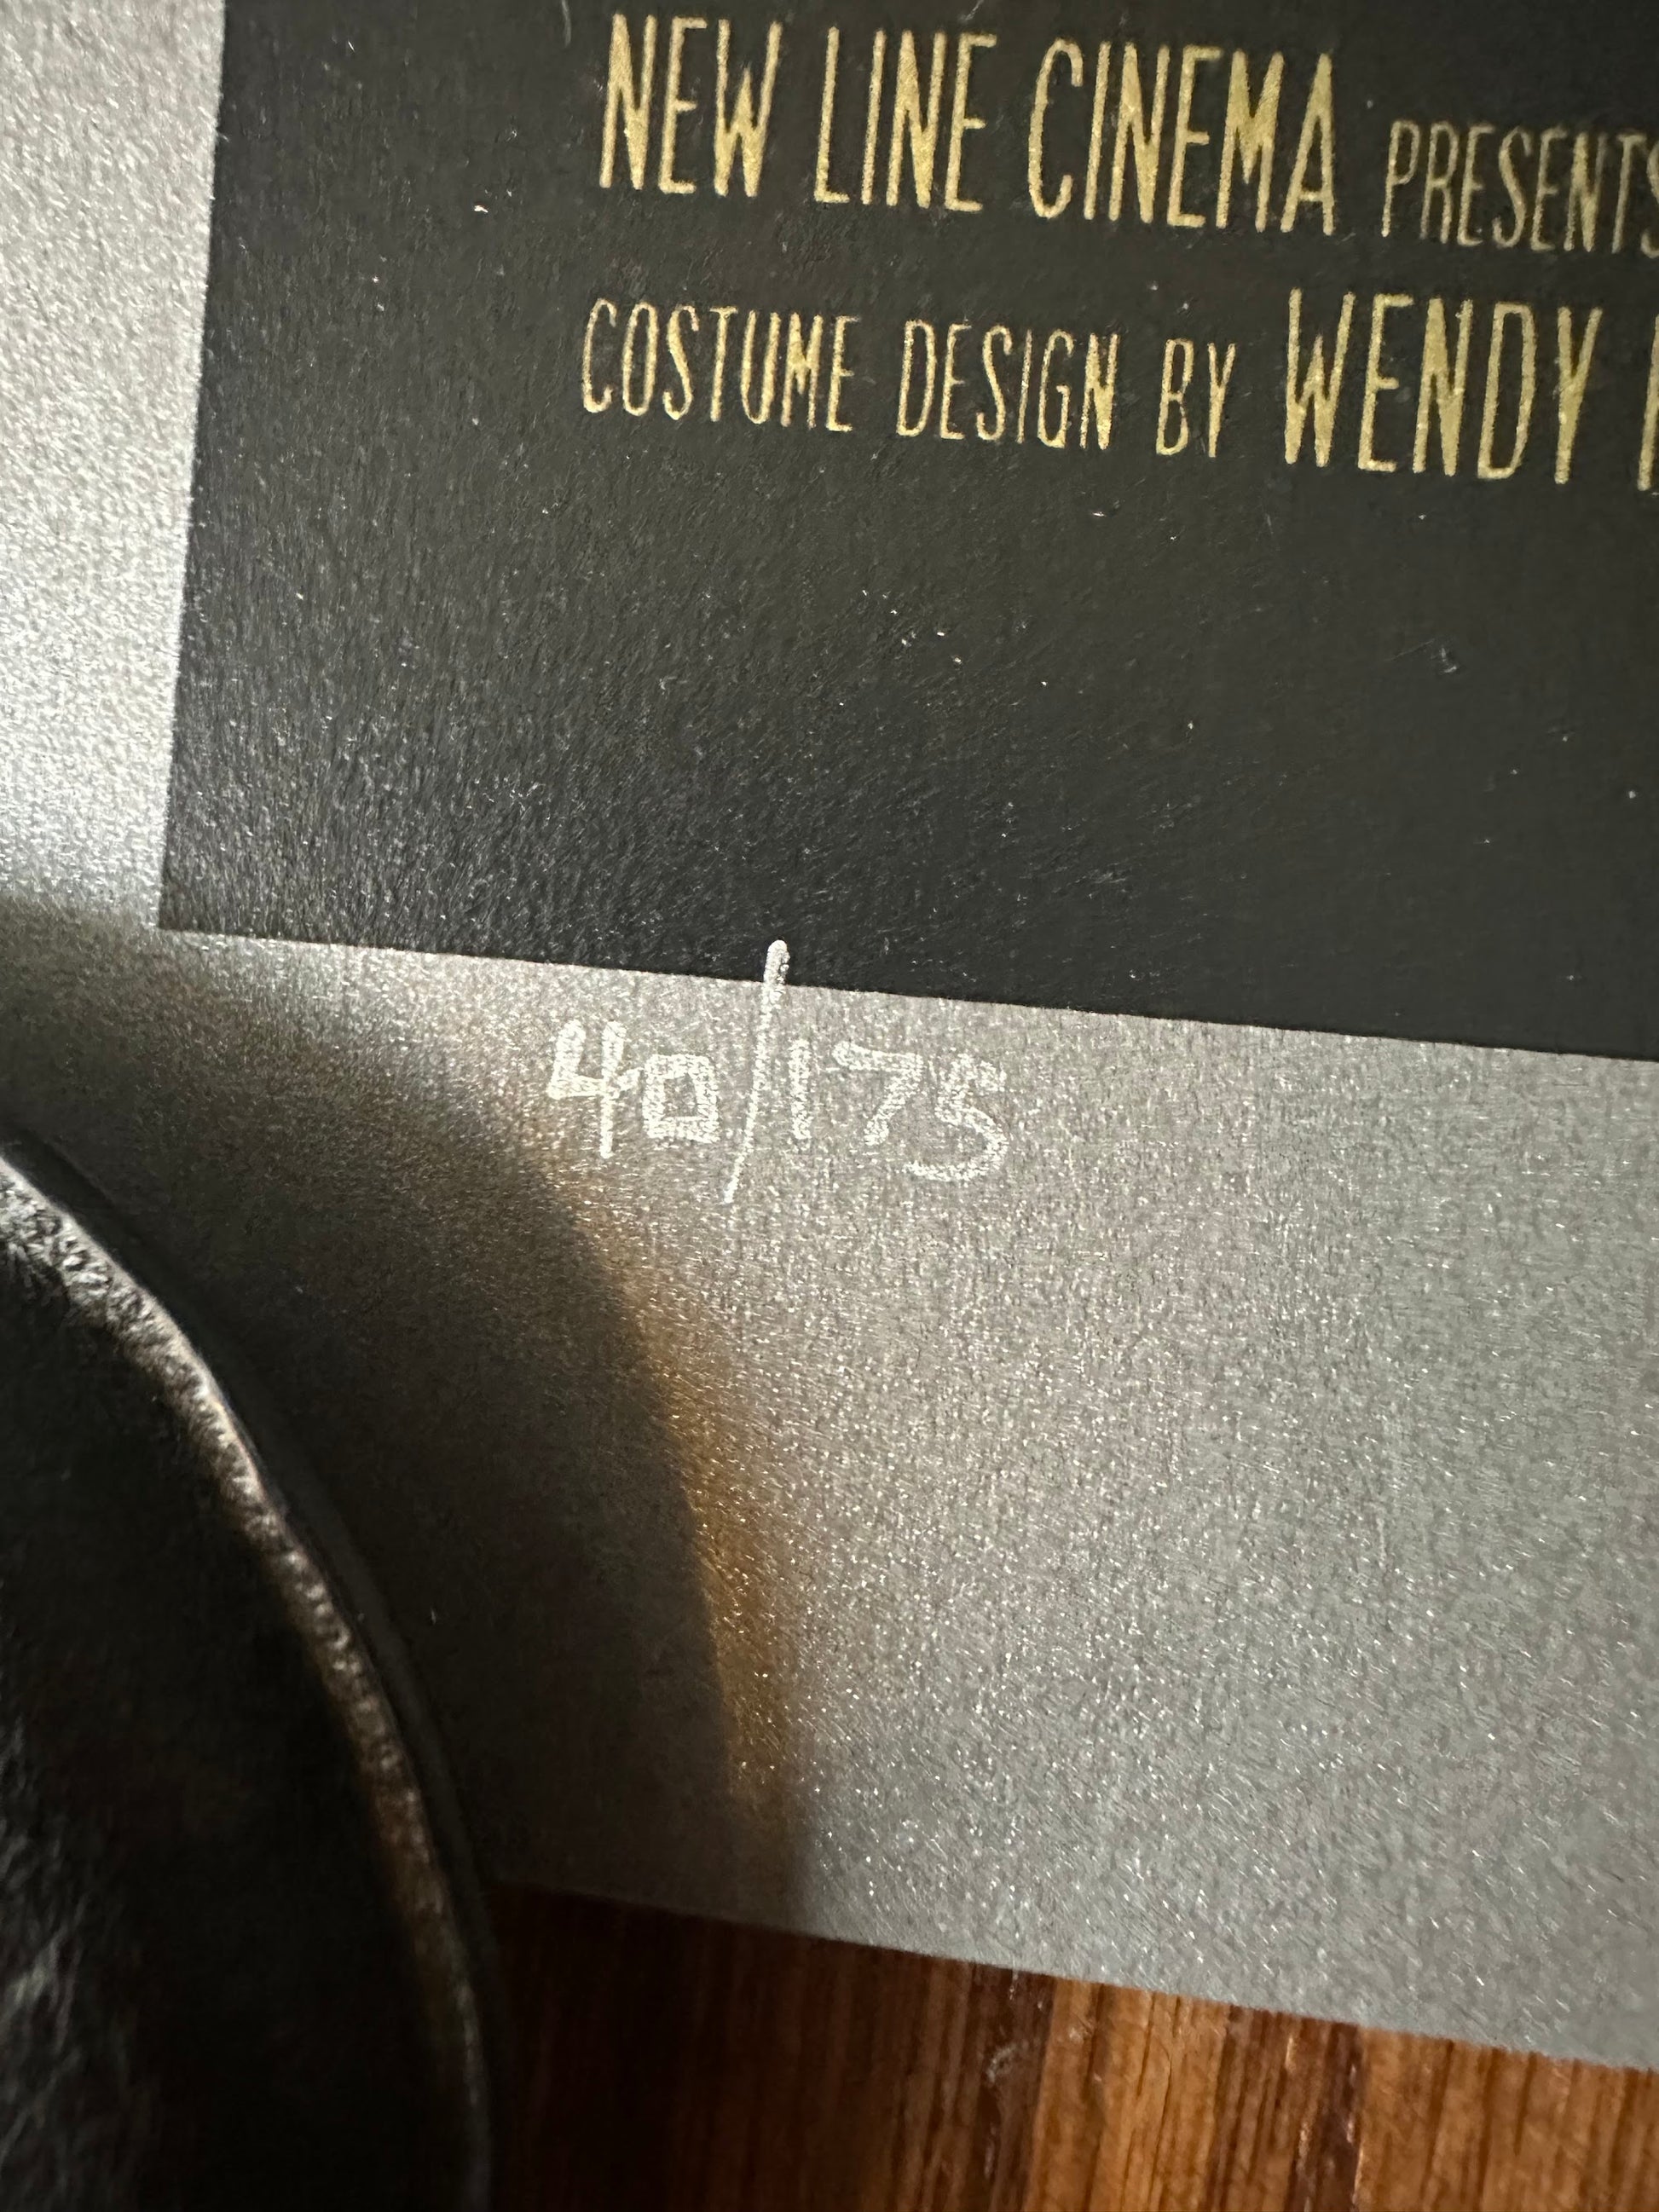 NEW LINE CINEMA PRESENTS
COSTUME DESIGN BY WENDY
40/175